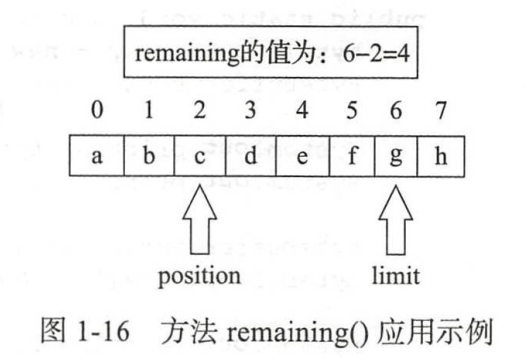 remaining的值为：6–2=4
0 1 2 3 4 5 6 7
a b c d e f g h
position limit
图 1-16 方法 remaining() 应用示例